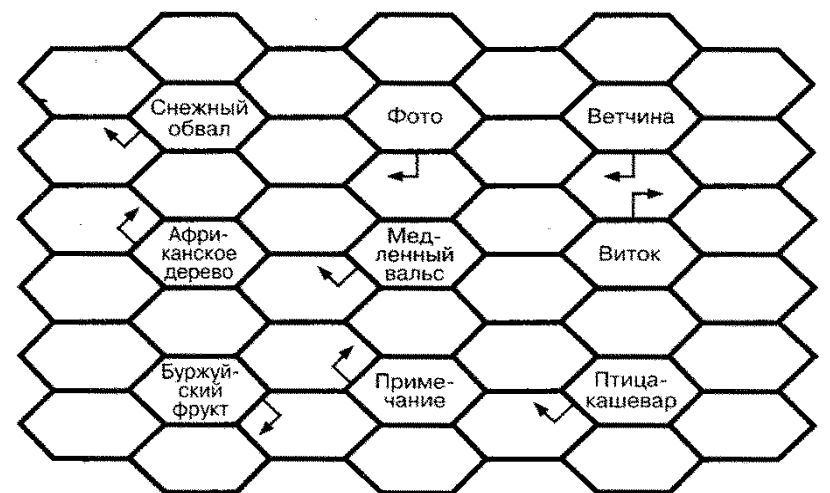 Снежный
обвал
Фото
Ветчина
Афри-
канское
дерево
Мед-
ленный
вальс
Виток
Буржуй-
ский
фрукт
Приме-
чание
Птица-
кашевар